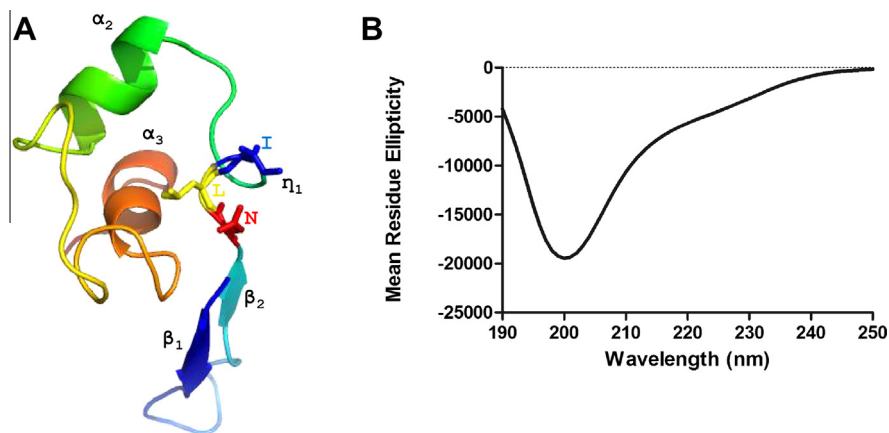 A
α2
α3
I
L
η1
N
β2
β1
B
Mean Residue Ellipticity
0
-5000
-10000
-15000
-20000
-25000
190 200 210 220 230 240 250
Wavelength (nm)